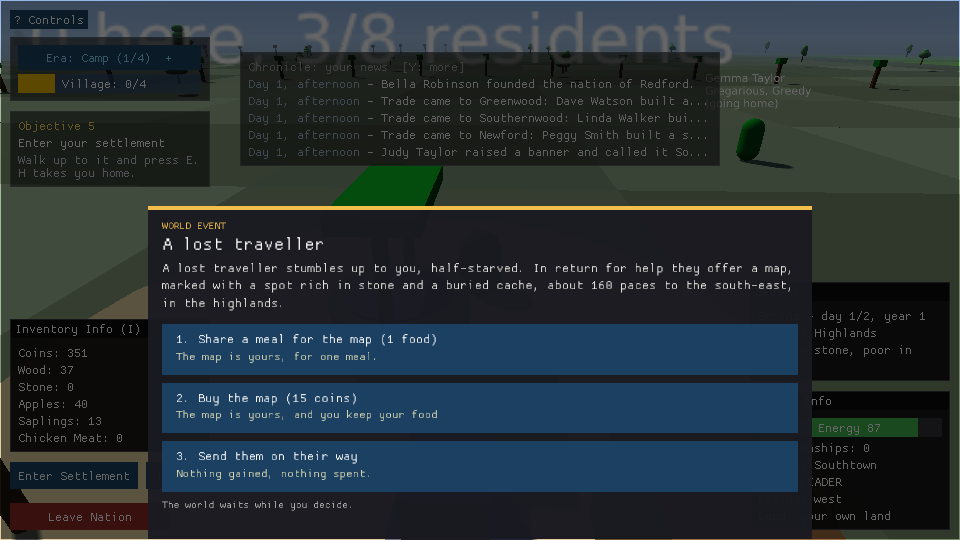 here, 3/8 residents
? Controls
Era: Camp (1/4) +
Village: 0/4
Objective 5
Enter your settlement
Walk up to it and press E.
H takes you home.
Chronicle: your news [Y: more]
Day 1, afternoon - Bella Robinson founded the nation of Redford.
Day 1, afternoon - Trade came to Greenwood: Dave Watson built a...
Day 1, afternoon - Trade came to Southernwood: Linda Walker bui...
Day 1, afternoon - Trade came to Newford: Peggy Smith built a s...
Day 1, afternoon - Judy Taylor raised a banner and called it So...
Gemma Taylor
Gregarious, Greedy
(going home)
WORLD EVENT
A lost traveller
A lost traveller stumbles up to you, half-starved. In return for help they offer a map,
marked with a spot rich in stone and a buried cache, about 160 paces to the south-east,
in the highlands.
1. Share a meal for the map (1 food)
The map is yours, for one meal.
2. Buy the map (15 coins)
The map is yours, and you keep your food
3. Send them on their way
Nothing gained, nothing spent.
The world waits while you decide.
Inventory Info (I)
Coins: 351
Wood: 37
Stone: 0
Apples: 40
Saplings: 13
Chicken Meat: 0
Enter Settlement
Leave Nation
day 1/2, year 1
Highlands
stone, poor in
Energy 87
Southtown
west
own land